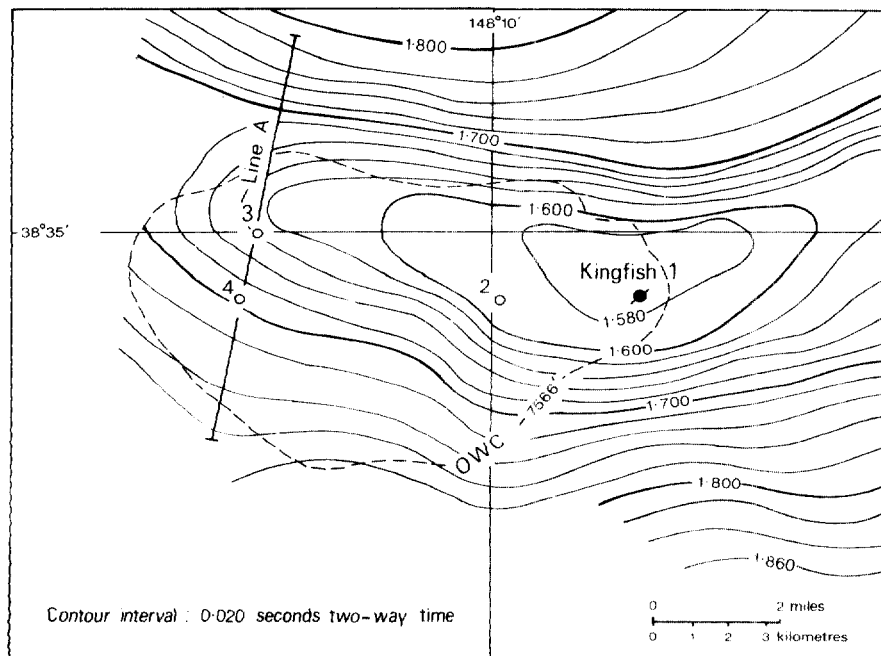 148°10'
1·800
1·700
Line A
1·600
3
38°35'
Kingfish 1
4
2
1·580
1·600
7566'
1·700
OWC
1·800
1·860
Contour interval : 0·020 seconds two-way time
0 2 miles
0 1 2 3 kilometres